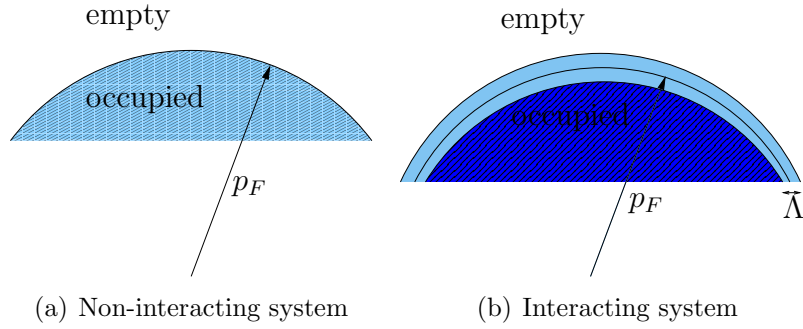 empty
occupied
p_F
(a) Non-interacting system
empty
occupied
p_F
Λ
(b) Interacting system